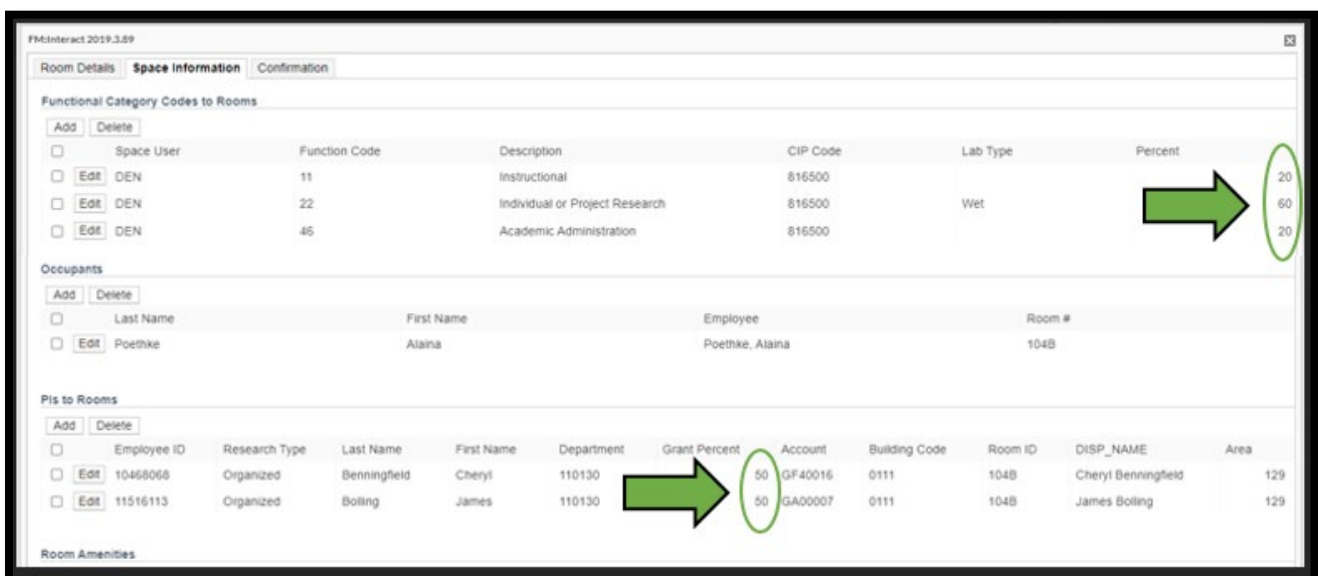 FM:Interact 2019.3.89
Room Details Space Information Confirmation
Functional Category Codes to Rooms
Add Delete
Space User Function Code Description CIP Code Lab Type Percent
Edit DEN 11 Instructional 816500 20
Edit DEN 22 Individual or Project Research 816500 Wet 60
Edit DEN 46 Academic Administration 816500 20
Occupants
Add Delete
Last Name First Name Employee Room #
Edit Poethke Alaina Poethke, Alaina 104B
PIs to Rooms
Add Delete
Employee ID Research Type Last Name First Name Department Grant Percent Account Building Code Room ID DISP_NAME Area
Edit 10468068 Organized Benningfield Cheryl 110130 50 GF40016 0111 104B Cheryl Benningfield 129
Edit 11516113 Organized Bolling James 110130 50 GA00007 0111 104B James Bolling 129
Room Amenities